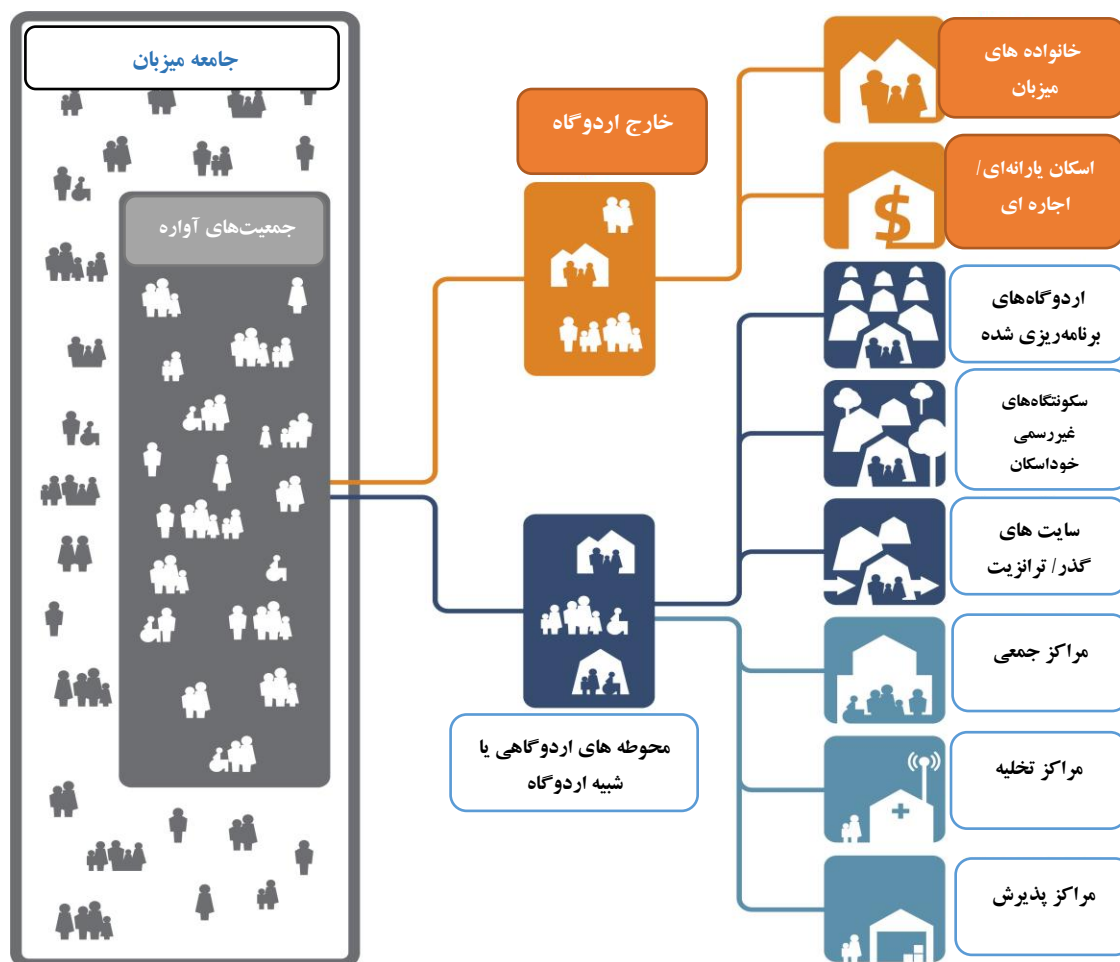 جامعه میزبان
جمعیت‌های آواره
خارج اردوگاه
محوطه های اردوگاهی یا
شبیه اردوگاه
خانواده های
میزبان
اسکان یارانه‌ای/
اجاره ای
اردوگاه‌های
برنامه‌ریزی شده
سکونتگاه‌های
غیررسمی
خوداسکان
سایت های
گذر/ ترانزیت
مراکز جمعی
مراکز تخلیه
مراکز پذیرش
$